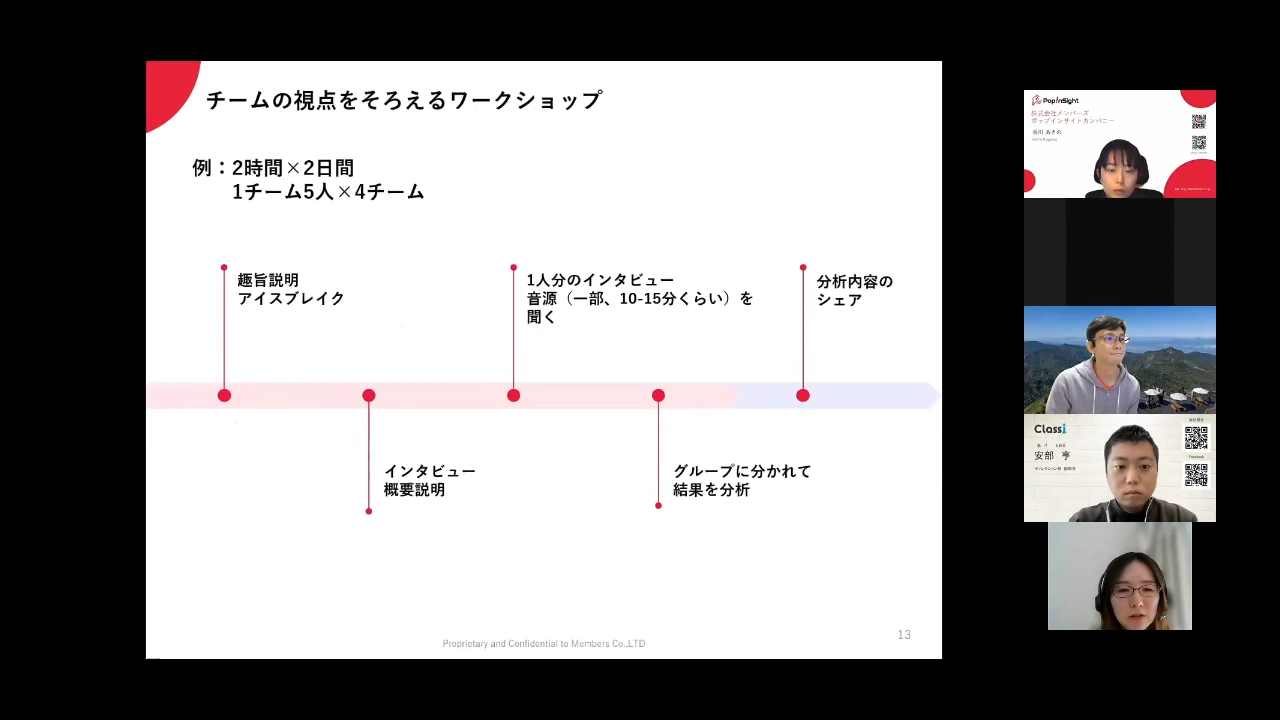 チームの視点をそろえるワークショップ
例：2時間×2日間
1チーム5人×4チーム
趣旨説明
アイスブレイク
1人分のインタビュー
音源（一部、10-15分くらい）を
聞く
分析内容の
シェア
インタビュー
概要説明
グループに分かれて
結果を分析
Proprietary and Confidential to Members Co.,LTD
13
PopInSight
株式会社メンバーズ
ポップインサイトカンパニー
Classi
安部 亨